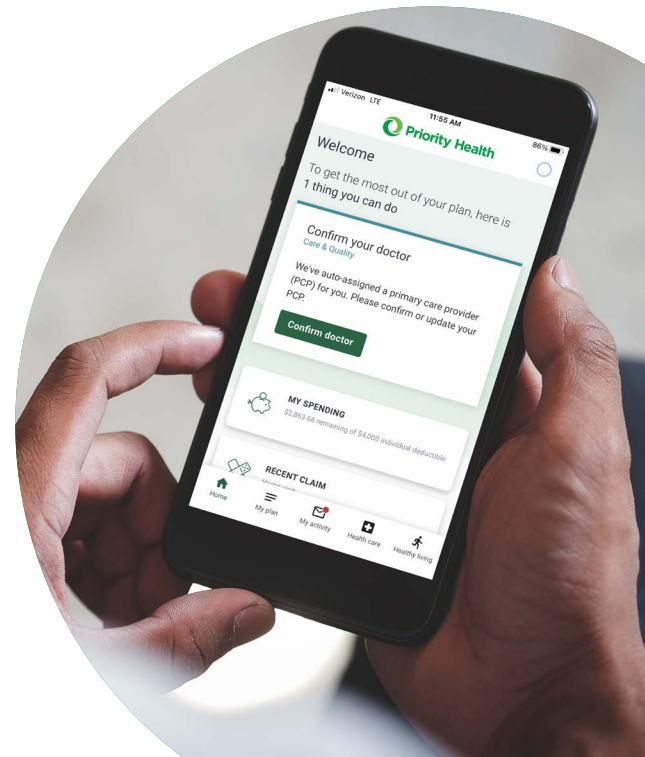 Verizon LTE
11:55 AM
86%
Priority Health
Welcome
To get the most out of your plan, here is
1 thing you can do
Confirm your doctor
Care & Quality
We've auto-assigned a primary care provider
(PCP) for you. Please confirm or update your
PCP.
Confirm doctor
MY SPENDING
$2,863.66 remaining of $4,000 individual deductible
RECENT CLAIM
Home
My plan
My activity
Health care
Healthy living